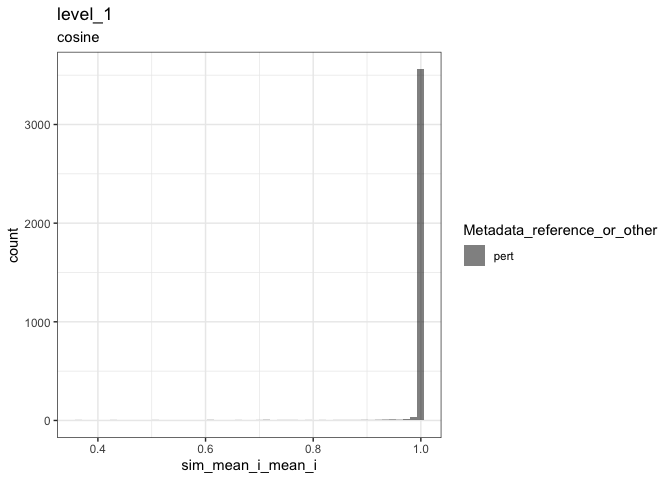 level_1
cosine
3000
2000
1000
0
count
0.4
0.6
0.8
1.0
sim_mean_i_mean_i
Metadata_reference_or_other
pert